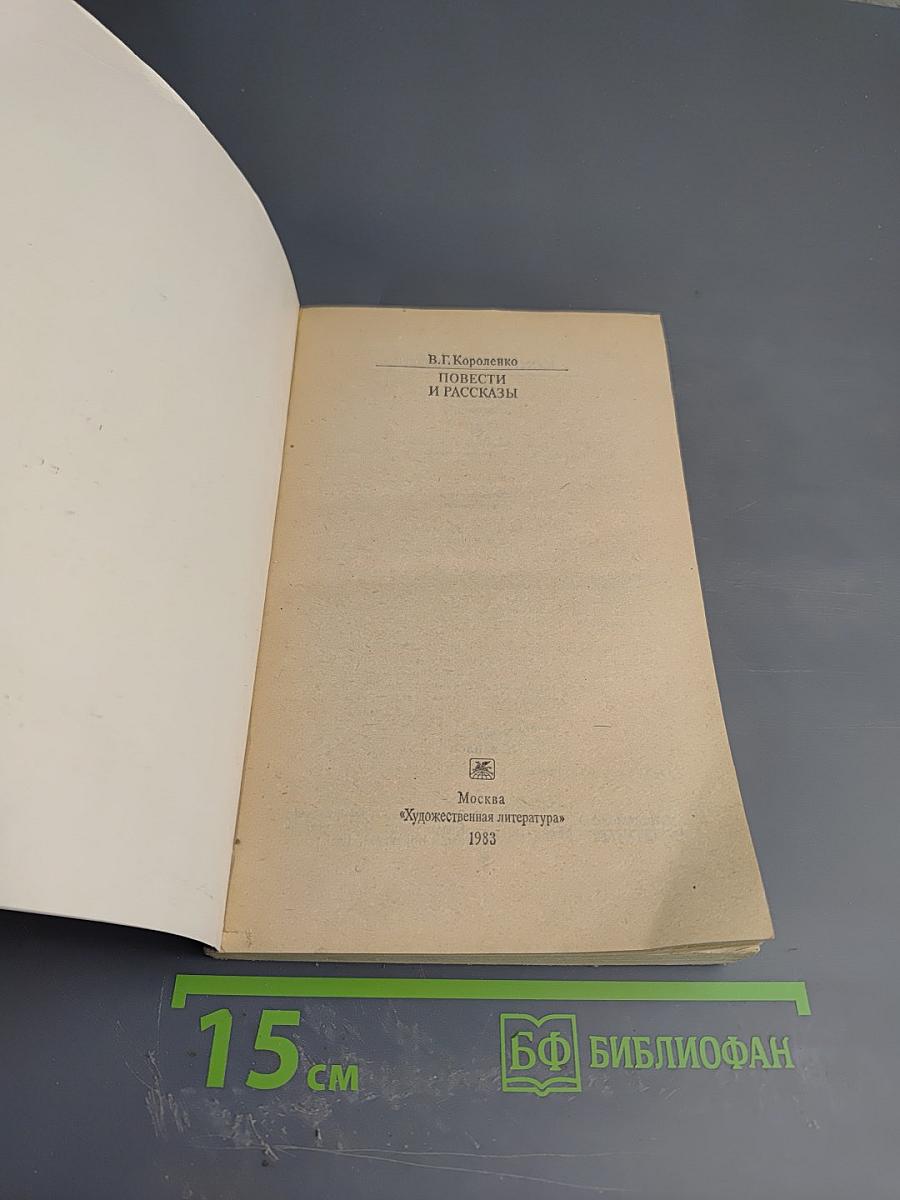 В.Г. Короленко
ПОВЕСТИ
И РАССКАЗЫ
Москва
«Художественная литература»
1983
15 см
БФ БИБЛИОФАН